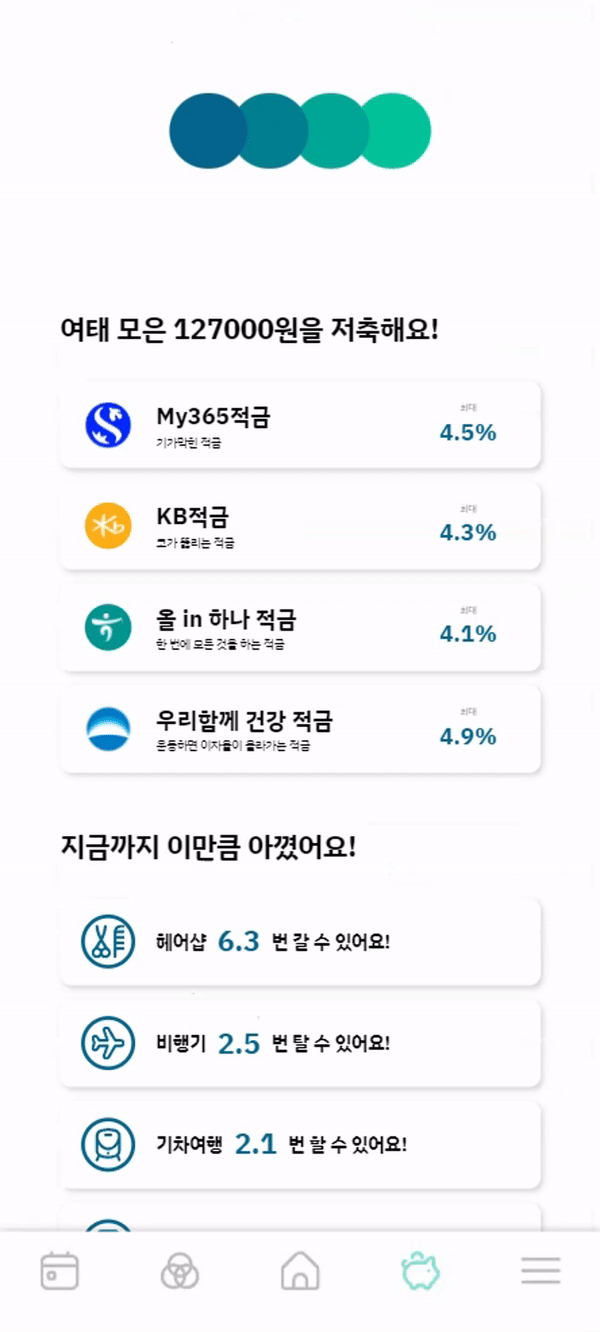 여태 모은 127000원을 저축해요!
My365적금
기가막힌 적금
최대
4.5%
KB적금
코가 뚫리는 적금
최대
4.3%
올 in 하나 적금
한 번에 모든 것을 하는 적금
최대
4.1%
우리함께 건강 적금
운동하면 이자율이 올라가는 적금
최대
4.9%
지금까지 이만큼 아꼈어요!
헤어샵 6.3 번 갈 수 있어요!
비행기 2.5 번 탈 수 있어요!
기차여행 2.1 번 할 수 있어요!